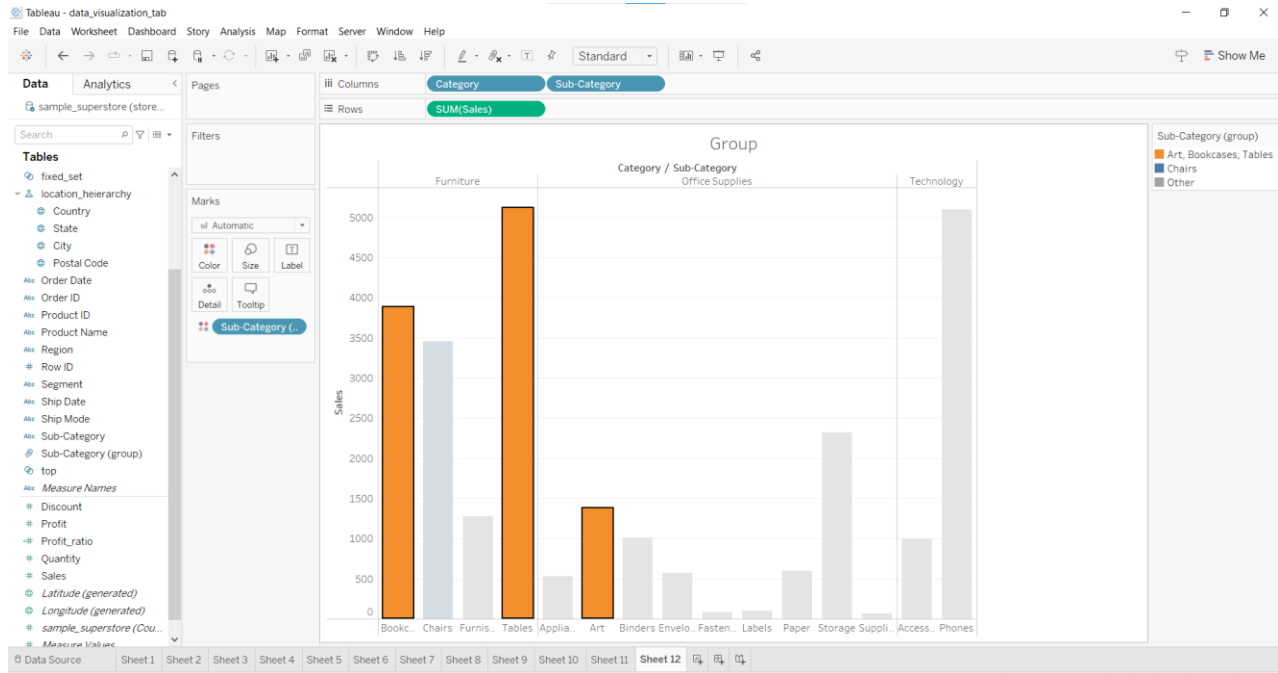 Tableau - data_visualization_tab
File Data Worksheet Dashboard Story Analysis Map Format Server Window Help
Standard
Show Me
Data Analytics
sample_superstore (store...
Search
Tables
fixed_set
location_heierarchy
Country
State
City
Postal Code
Order Date
Order ID
Product ID
Product Name
Region
Row ID
Segment
Ship Date
Ship Mode
Sub-Category
Sub-Category (group)
top
Measure Names
Discount
Profit
Profit_ratio
Quantity
Sales
Latitude (generated)
Longitude (generated)
sample_superstore (Cou...
Measure Values
Pages
Filters
Marks
Automatic
Color Size Label
Detail Tooltip
Sub-Category (..
Columns Category Sub-Category
Rows SUM(Sales)
Group
Category / Sub-Category
Furniture Office Supplies Technology
5000
4500
4000
3500
3000
2500
2000
1500
1000
500
0
Sales
Bookc.. Chairs Furnis.. Tables Applia.. Art Binders Envelo.. Fasten.. Labels Paper Storage Suppli.. Access.. Phones
Sub-Category (group)
Art, Bookcases, Tables
Chairs
Other
Data Source Sheet 1 Sheet 2 Sheet 3 Sheet 4 Sheet 5 Sheet 6 Sheet 7 Sheet 8 Sheet 9 Sheet 10 Sheet 11 Sheet 12